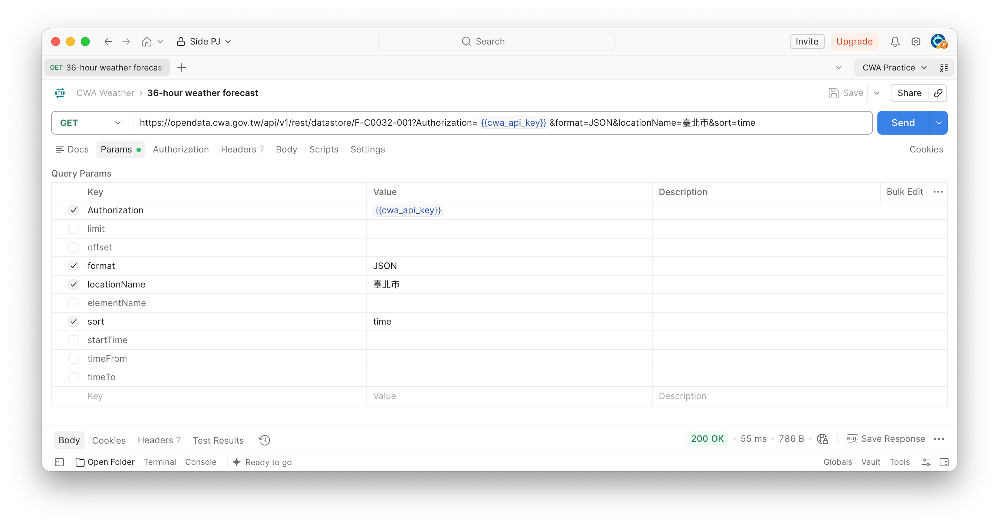 Side PJ
Search
Invite
Upgrade
GET 36-hour weather forecas
CWA Practice
HTTP CWA Weather > 36-hour weather forecast
Save
Share
GET https://opendata.cwa.gov.tw/api/v1/rest/datastore/F-C0032-001?Authorization={{cwa_api_key}}&format=JSON&locationName=臺北市&sort=time
Send
Docs Params Authorization Headers 7 Body Scripts Settings Cookies
Query Params
Key Value Description Bulk Edit
Authorization {{cwa_api_key}}
limit
offset
format JSON
locationName 臺北市
elementName
sort time
startTime
timeFrom
timeTo
Key Value Description
Body Cookies Headers 7 Test Results 200 OK • 55 ms • 786 B • e.g. Save Response
Open Folder Terminal Console Ready to go Globals Vault Tools